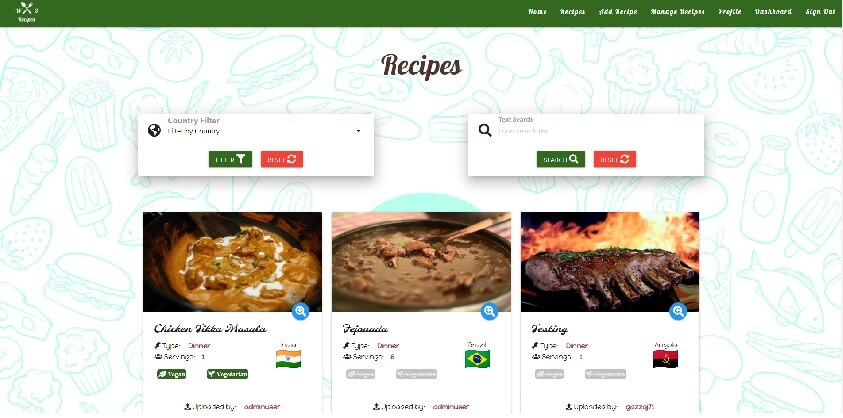 W S
Recipes
Home Recipes Add Recipe Manage Recipes Profile Dashboard Sign Out
Recipes
Country Filter
Filter by Country
FILTER RESET
Text Search
Enter search text
SEARCH RESET
Chicken Tikka Masala
Type: Dinner
India
Servings: 1
Vegan Vegetarian
Uploaded by: adminuser
Feijouada
Type: Dinner
Brazil
Servings: 6
Vegan Vegetarian
Uploaded by: adminuser
Testing
Type: Dinner
Angola
Servings: 1
Vegan Vegetarian
Uploaded by: